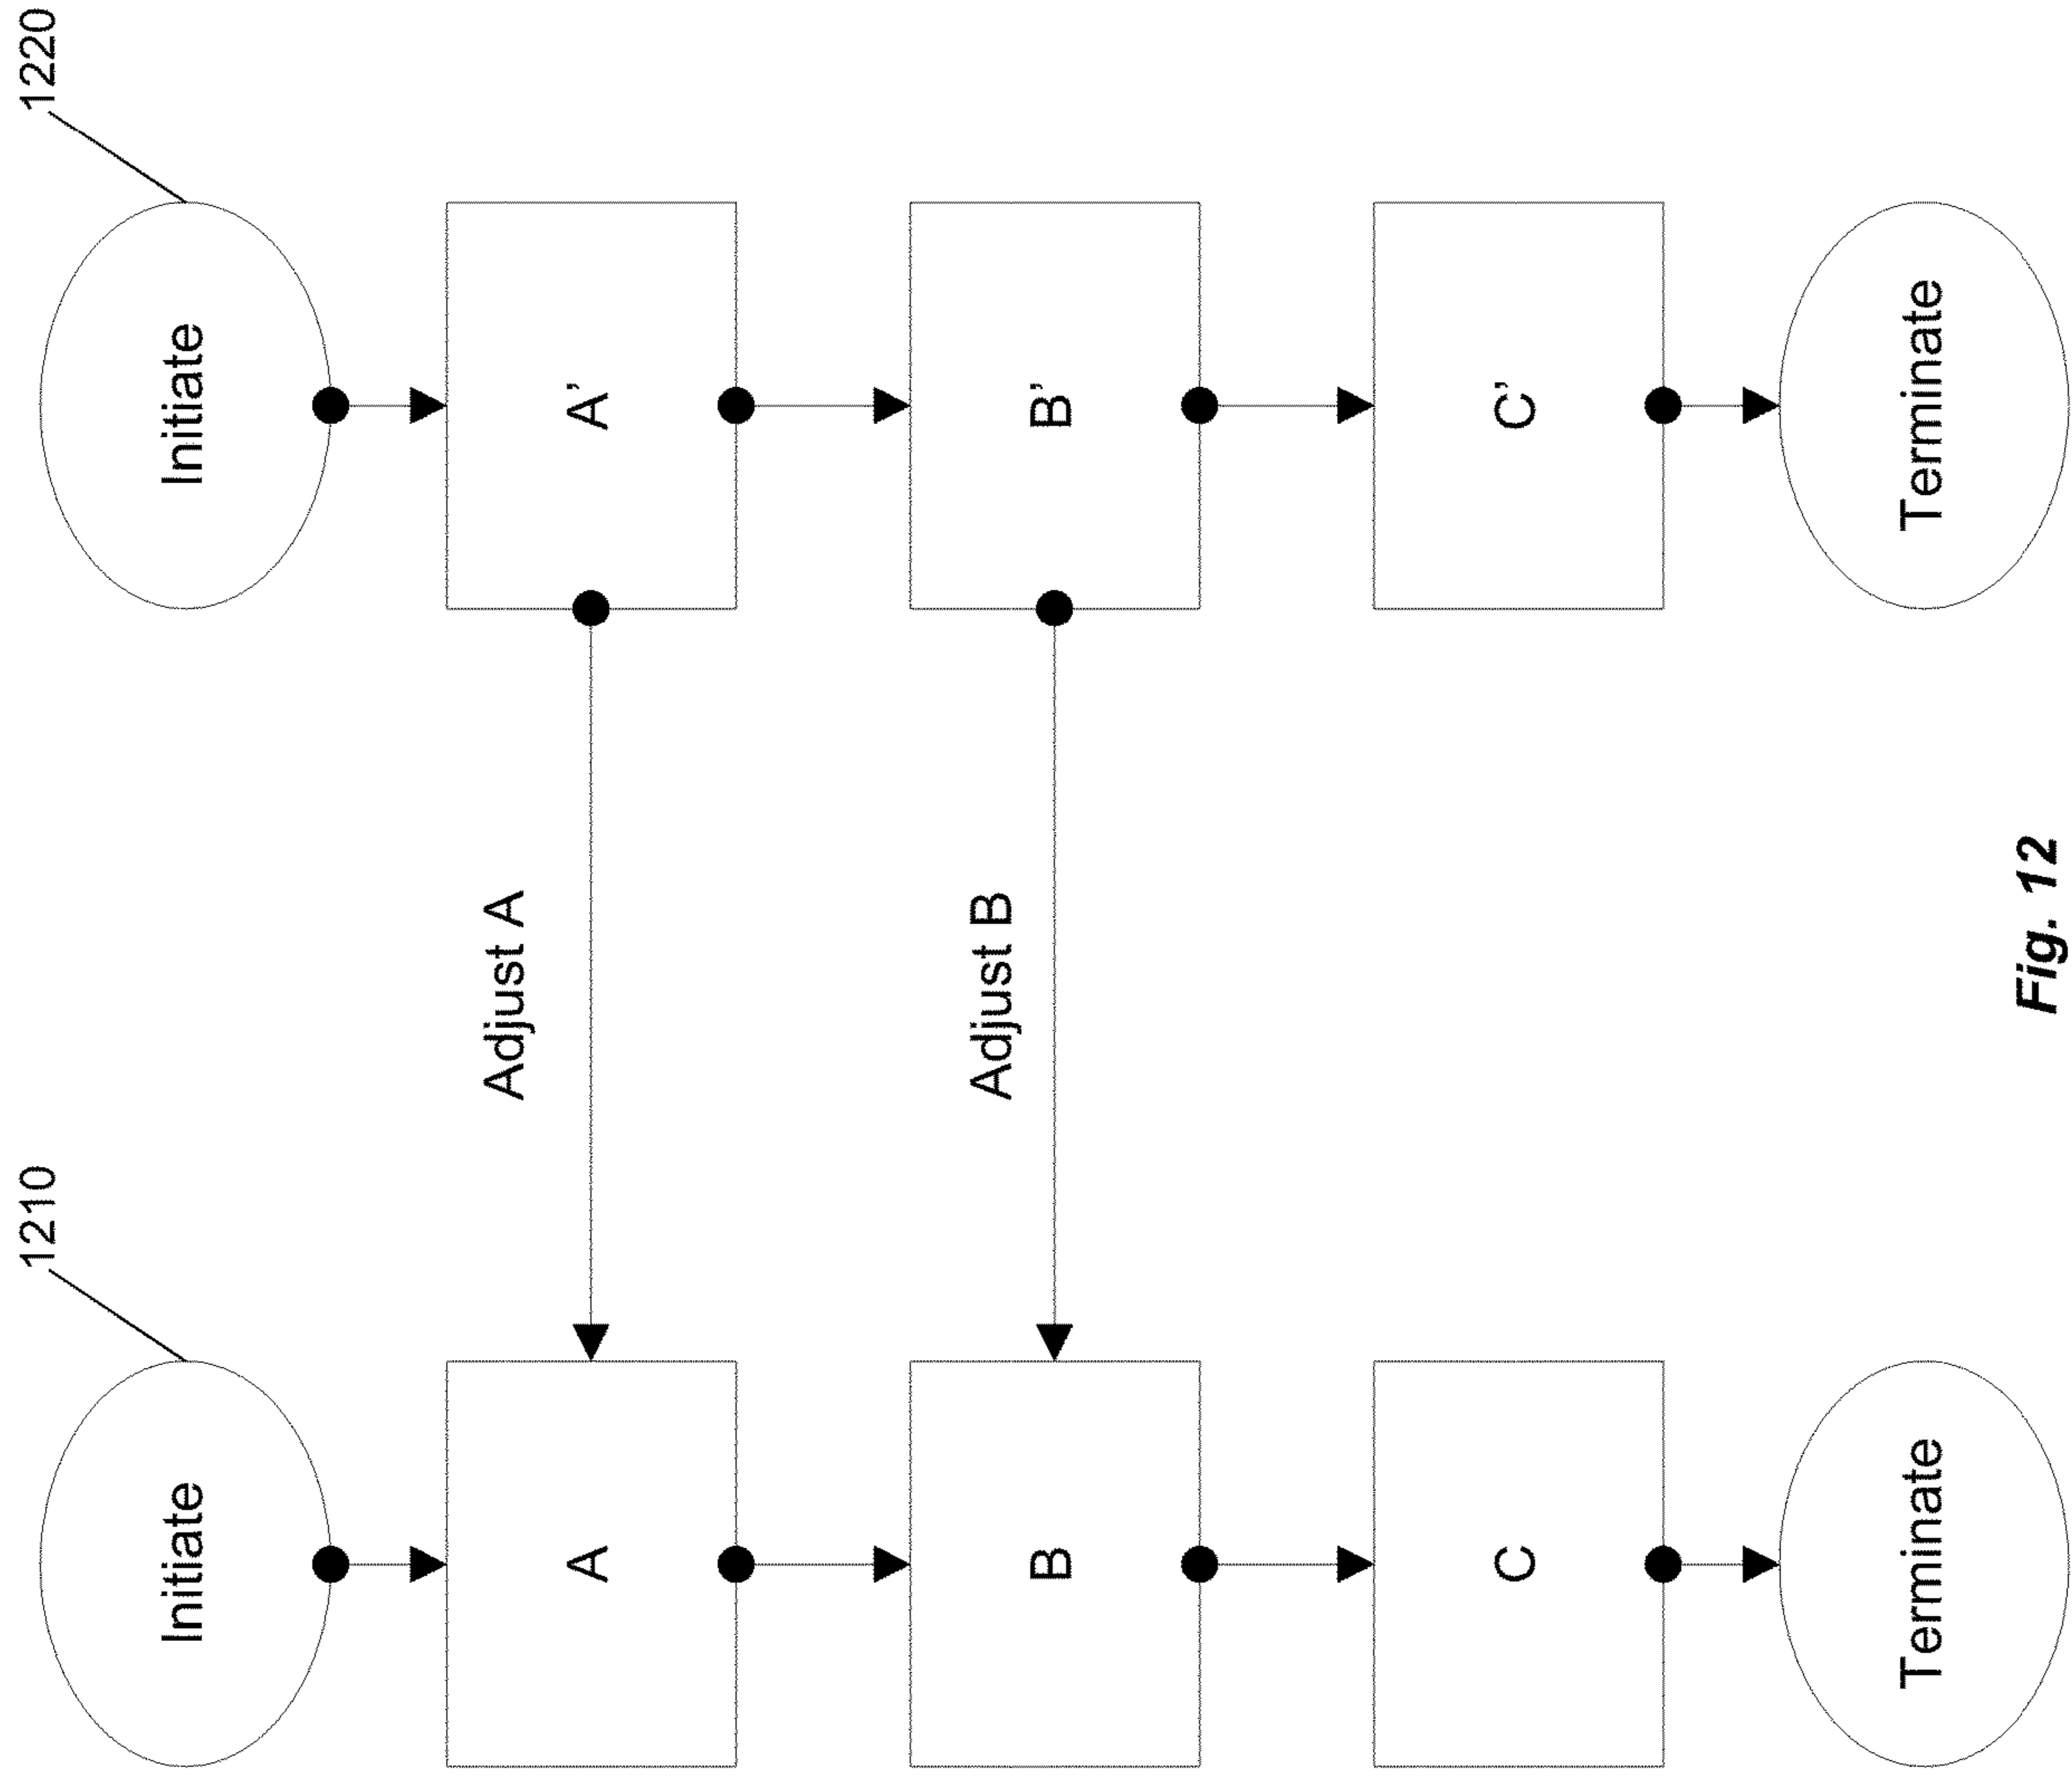 1210
1220
Initiate
Initiate
Adjust A
A
A’
Adjust B
B
B’
C
C’
Terminate
Terminate
Fig. 12